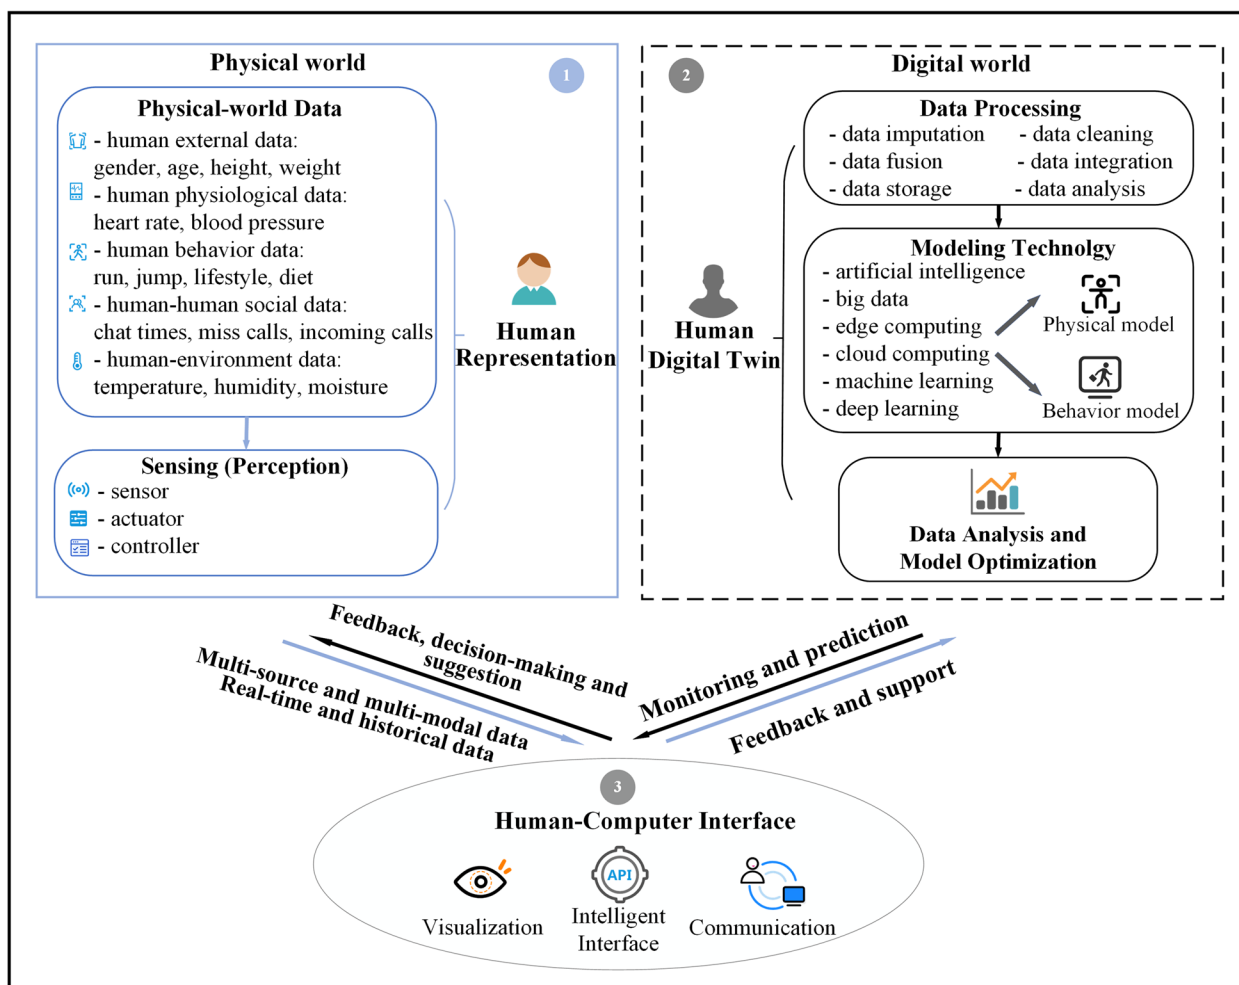 Physical world
1
Physical-world Data
- human external data:
gender, age, height, weight
- human physiological data:
heart rate, blood pressure
- human behavior data:
run, jump, lifestyle, diet
- human-human social data:
chat times, miss calls, incoming calls
- human-environment data:
temperature, humidity, moisture
Sensing (Perception)
- sensor
- actuator
- controller
Human
Representation
2
Digital world
Human
Digital Twin
Data Processing
- data imputation
- data cleaning
- data fusion
- data integration
- data storage
- data analysis
Modeling Technolgy
- artificial intelligence
- big data
- edge computing
- cloud computing
- machine learning
- deep learning
Physical model
Behavior model
Data Analysis and
Model Optimization
Feedback, decision-making and
suggestion
Multi-source and multi-modal data
Real-time and historical data
Monitoring and prediction
Feedback and support
3
Human-Computer Interface
Visualization
API
Intelligent
Interface
Communication